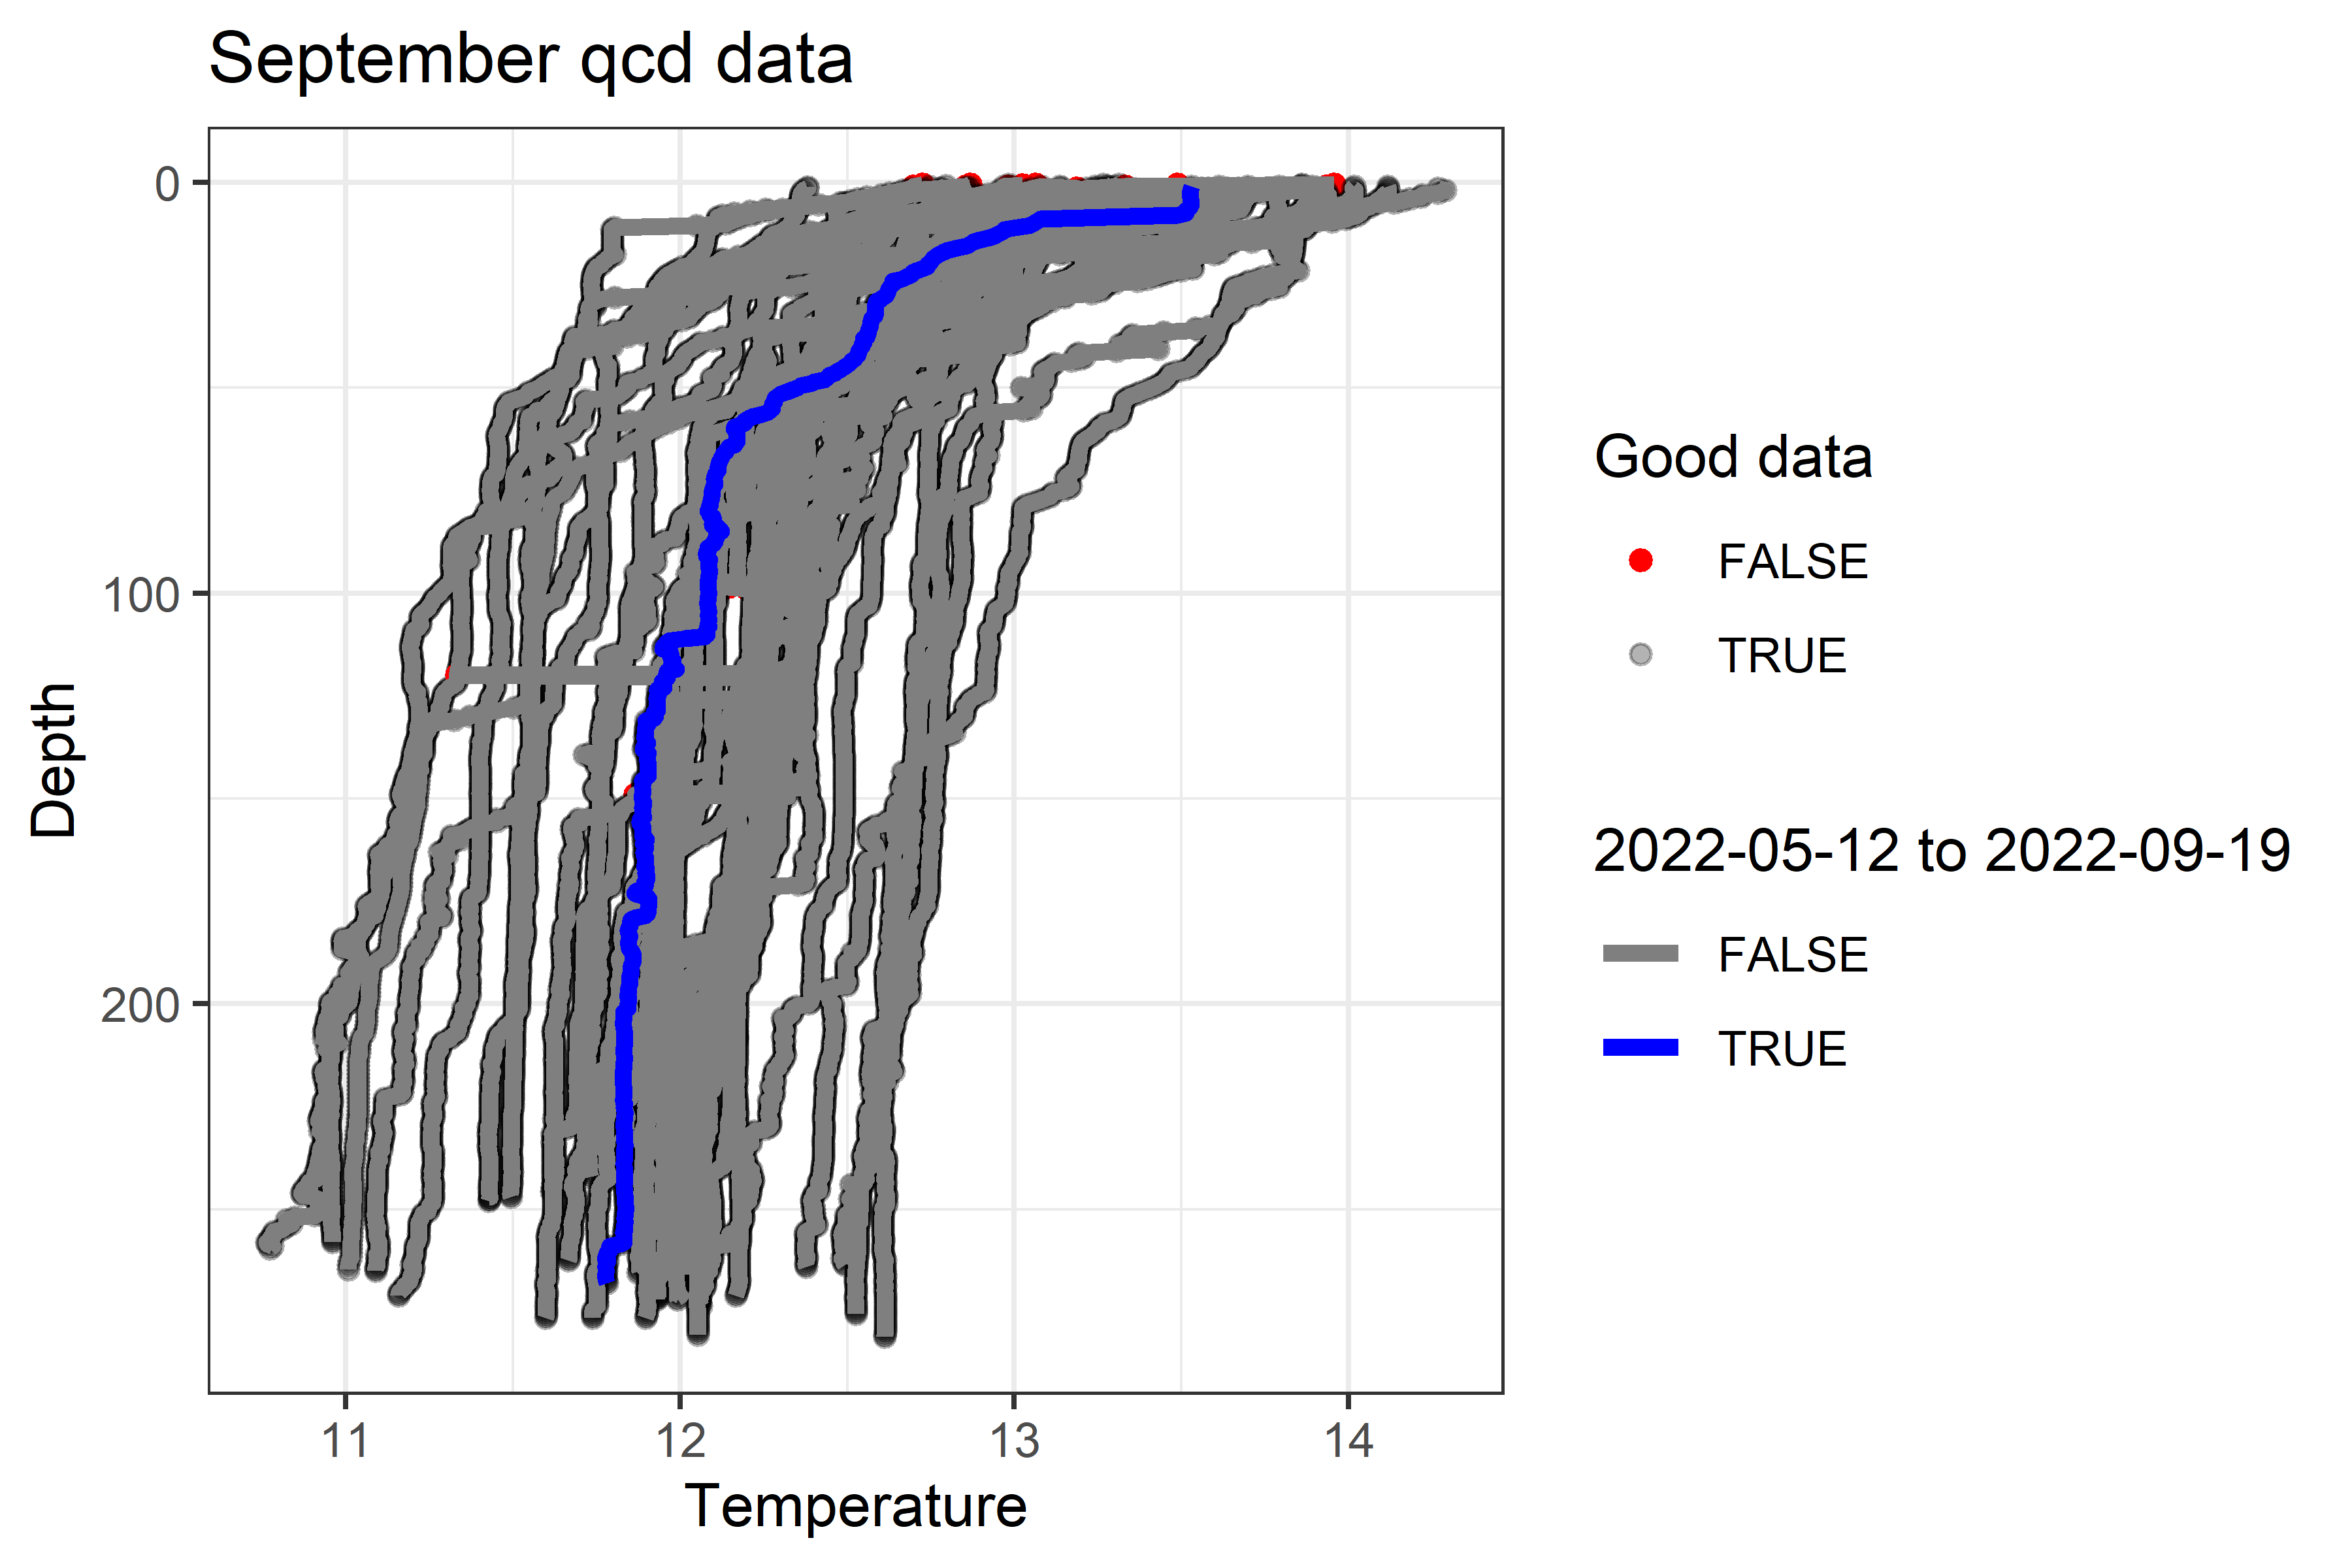 September qcd data
0
100
200
Depth
11
12
13
14
Temperature
Good data
FALSE
TRUE
2022-05-12 to 2022-09-19
FALSE
TRUE